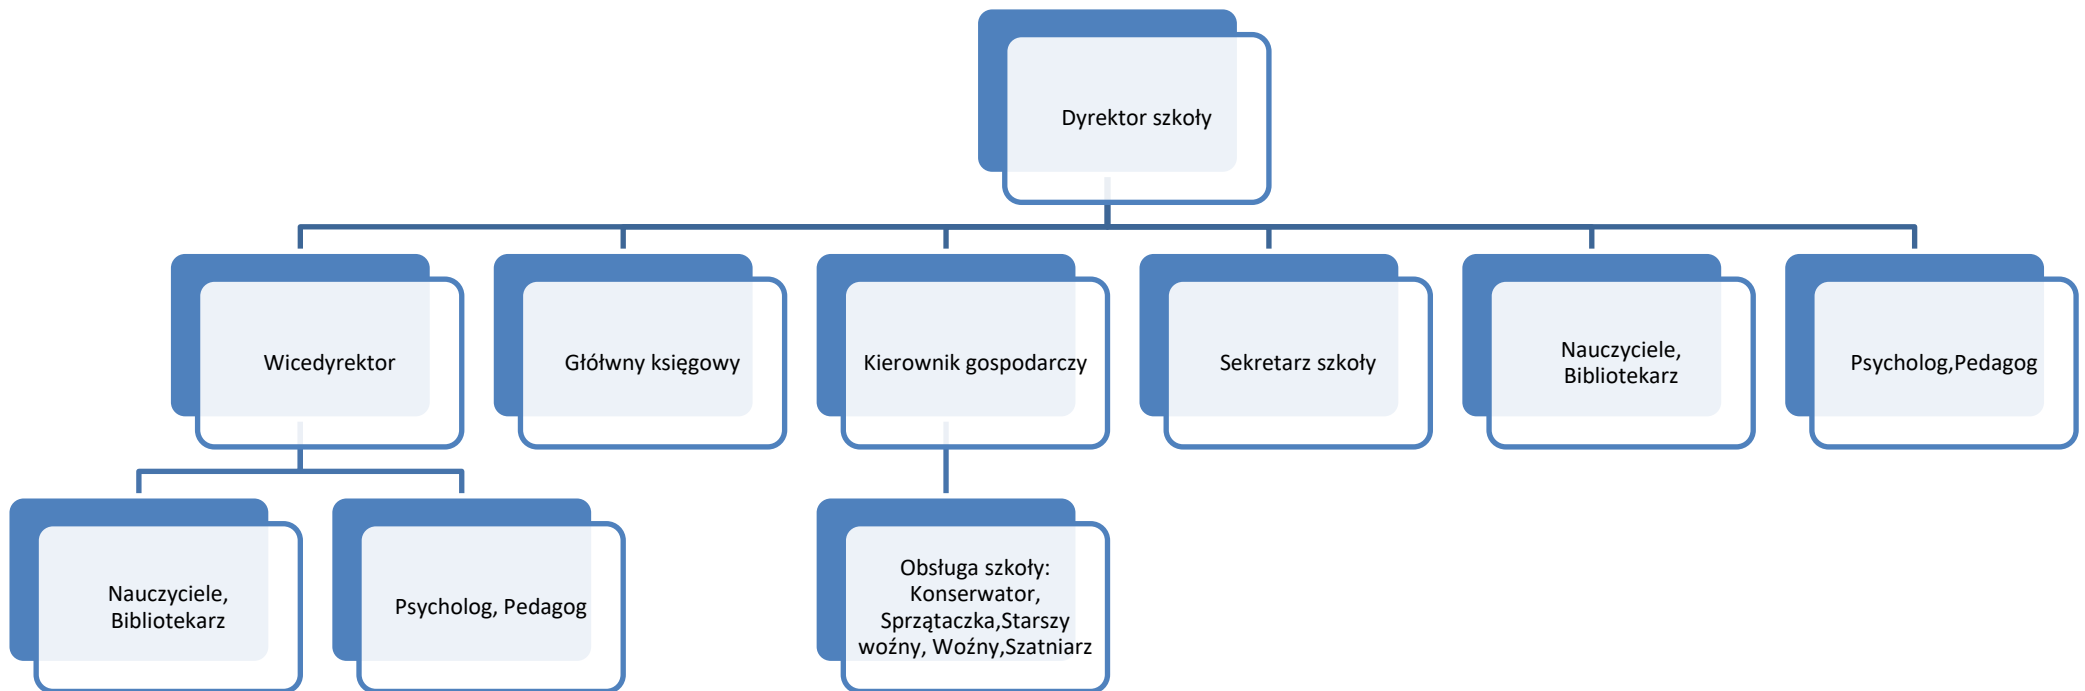 Dyrektor szkoły
Wicedyrektor
Głółwny księgowy
Kierownik gospodarczy
Sekretarz szkoły
Nauczyciele,
Bibliotekarz
Psycholog,Pedagog
Nauczyciele,
Bibliotekarz
Psycholog, Pedagog
Obsługa szkoły:
Konserwator,
Sprzątaczka,Starszy
woźny, Woźny,Szatniarz